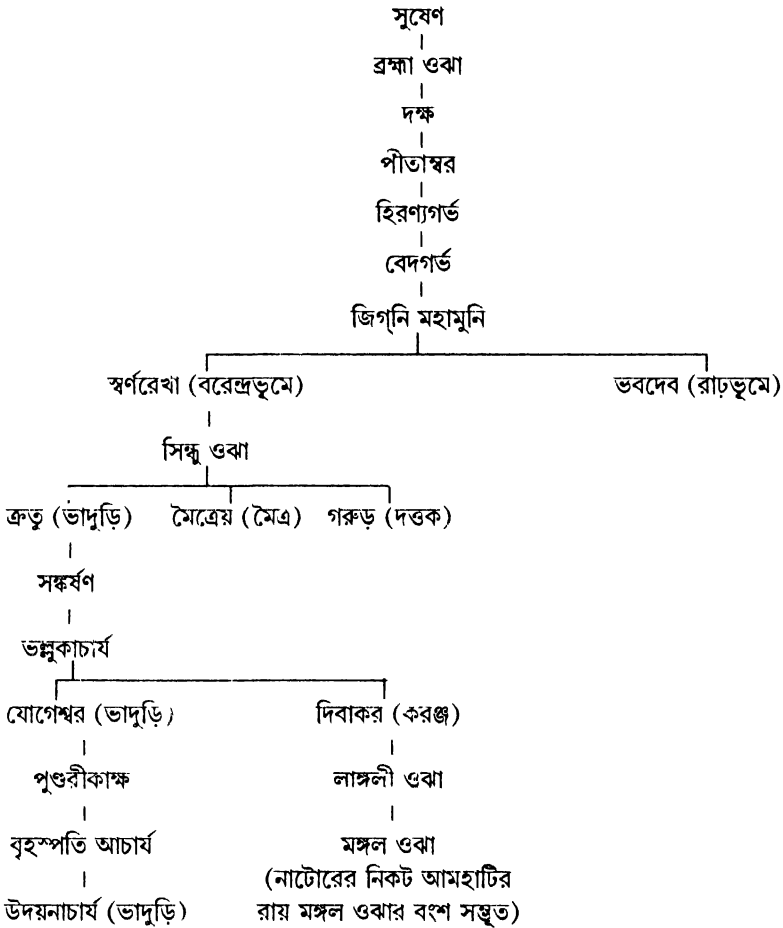 সুষেণ
ব্রহ্মা ওঝা
দক্ষ
পীতাম্বর
হিরণ্যগর্ভ
বেদগর্ভ
জিগ্‌নি মহামুনি
স্বর্ণরেখা (বরেন্দ্রভূমে) ভবদেব (রাঢ়ভূমে)
সিন্ধু ওঝা
ক্রতু (ভাদুড়ি) মৈত্রেয় (মৈত্র) গরুড় (দত্তক)
সঙ্কর্ষণ
ভল্লুকাচার্য
যোগেশ্বর (ভাদুড়ি) দিবাকর (করঞ্জ)
পুণ্ডরীকাক্ষ লাঙ্গলী ওঝা
বৃহস্পতি আচার্য মঙ্গল ওঝা
(নাটোরের নিকট আমহাটির
উদয়নাচার্য (ভাদুড়ি) রায় মঙ্গল ওঝার বংশ সম্ভূত)